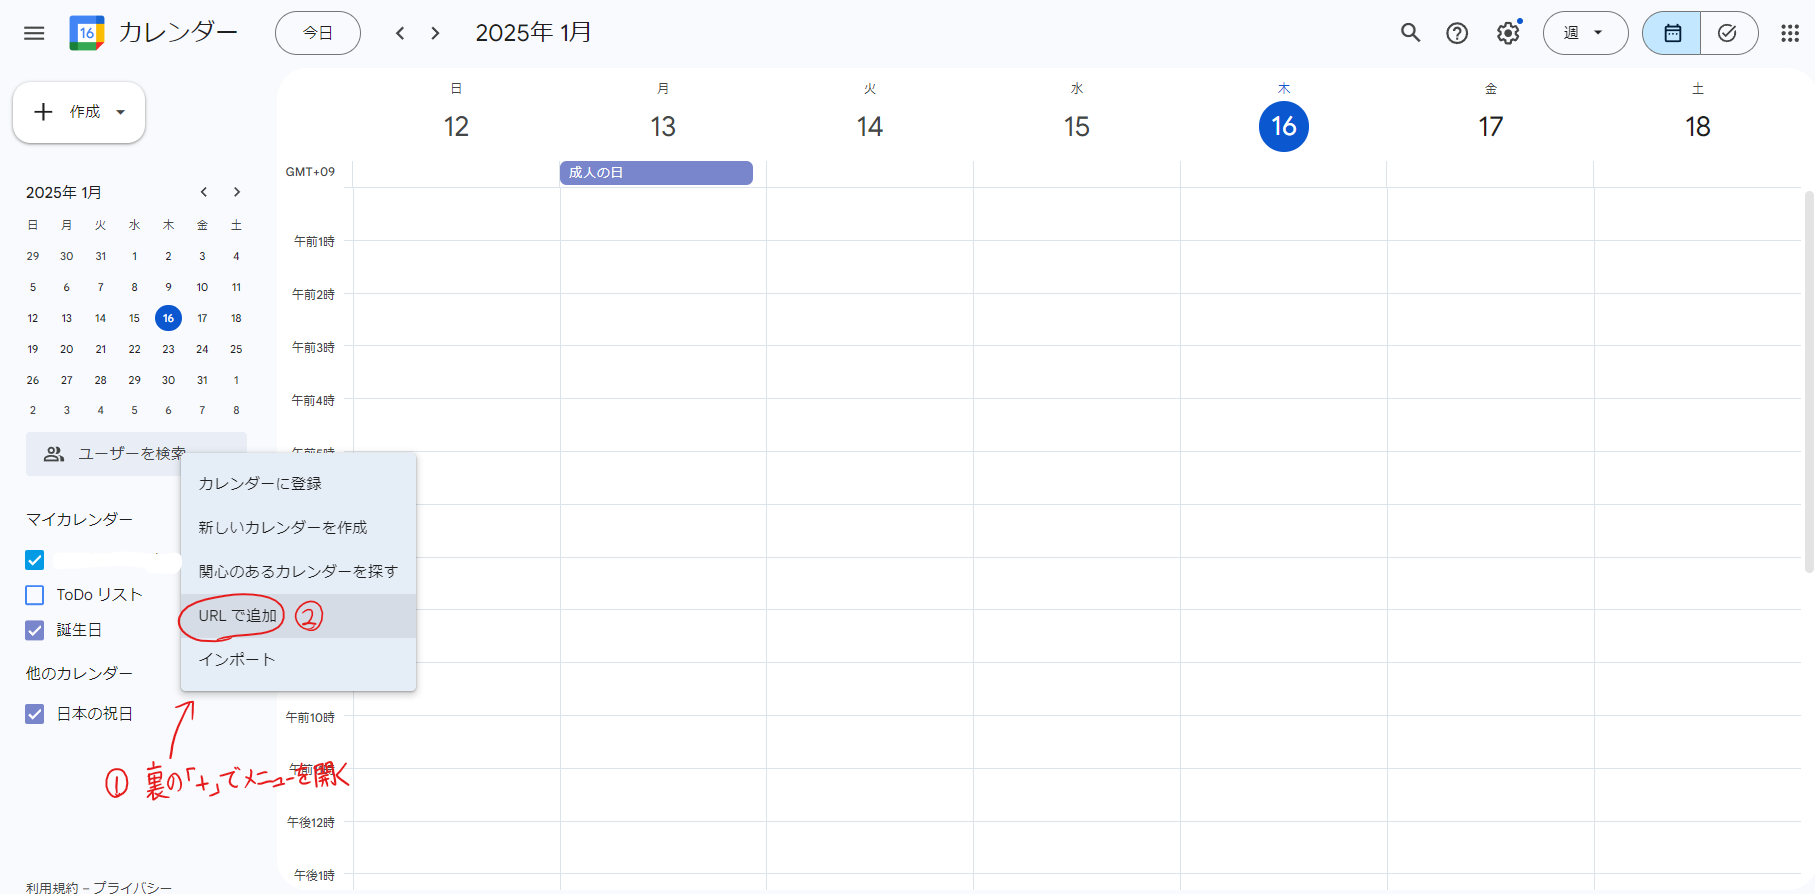 16 カレンダー 今日 2025年 1月 週
作成
2025年 1月
日 月 火 水 木 金 土
29 30 31 1 2 3 4
5 6 7 8 9 10 11
12 13 14 15 16 17 18
19 20 21 22 23 24 25
26 27 28 29 30 31 1
2 3 4 5 6 7 8
ユーザーを検索
マイカレンダー
ToDo リスト
誕生日
他のカレンダー
日本の祝日
カレンダーに登録
新しいカレンダーを作成
関心のあるカレンダーを探す
URL で追加 ②
インポート
① 裏の「+」でメニューを開く
利用規約 – プライバシー
日 月 火 水 木 金 土
12 13 14 15 16 17 18
GMT+09 成人の日
午前1時
午前2時
午前3時
午前4時
午前5時
午前10時
午後12時
午後1時